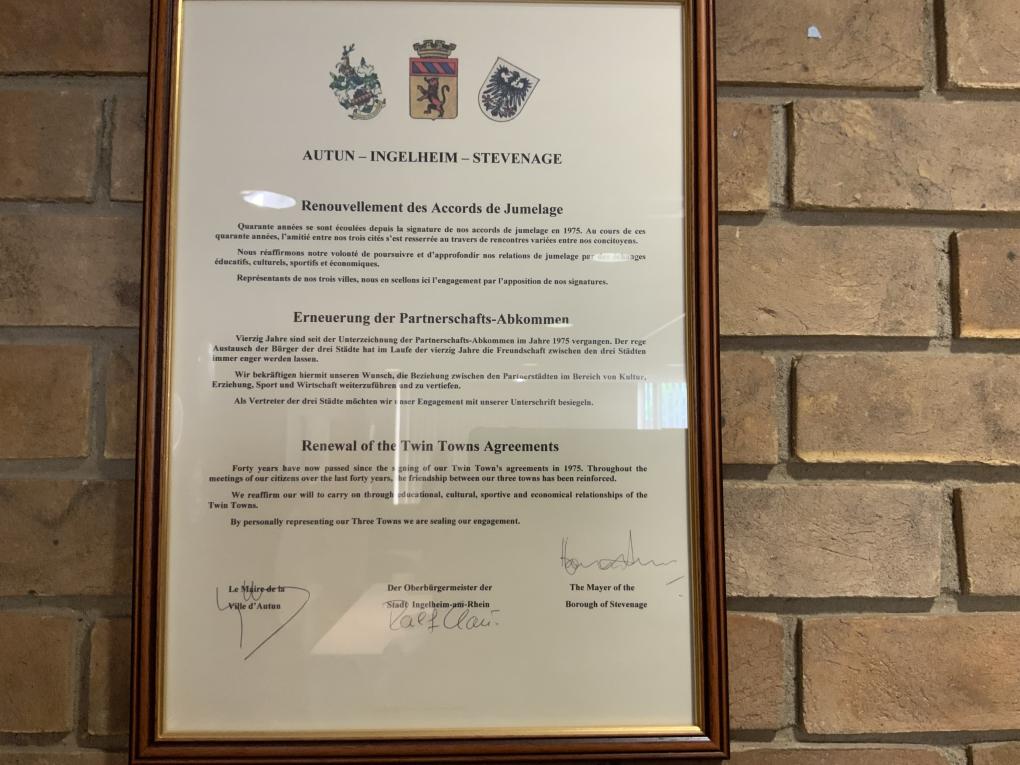 AUTUN – INGELHEIM – STEVENAGE
Renouvellement des Accords de Jumelage
Quarante années se sont écoulées depuis la signature de nos accords de jumelage en 1975. Au cours de ces
quarante années, l'amitié entre nos trois cités s'est resserrée au travers de rencontres variées entre nos concitoyens.
Nous réaffirmons notre volonté de poursuivre et d'approfondir nos relations de jumelage par des échanges
éducatifs, culturels, sportifs et économiques.
Représentants de nos trois villes, nous en scellons ici l'engagement par l'apposition de nos signatures.
Erneuerung der Partnerschafts-Abkommen
Vierzig Jahre sind seit der Unterzeichnung der Partnerschafts-Abkommen im Jahre 1975 vergangen. Der rege
Austausch der Bürger der drei Städte hat im Laufe der vierzig Jahre die Freundschaft zwischen den drei Städten
immer enger werden lassen.
Wir bekräftigen hiermit unseren Wunsch, die Beziehung zwischen den Partnerstädten im Bereich von Kultur,
Erziehung, Sport und Wirtschaft weiterzuführen und zu vertiefen.
Als Vertreter der drei Städte möchten wir unser Engagement mit unserer Unterschrift besiegeln.
Renewal of the Twin Towns Agreements
Forty years have now passed since the signing of our Twin Town's agreements in 1975. Throughout the
meetings of our citizens over the last forty years, the friendship between our three towns has been reinforced.
We reaffirm our will to carry on through educational, cultural, sportive and economical relationships of the
Twin Towns.
By personally representing our Three Towns we are sealing our engagement.
Le Maire de la
Ville d'Autun
Der Oberbürgermeister der
Stadt Ingelheim-am-Rhein
Ralf Claus
The Mayor of the
Borough of Stevenage